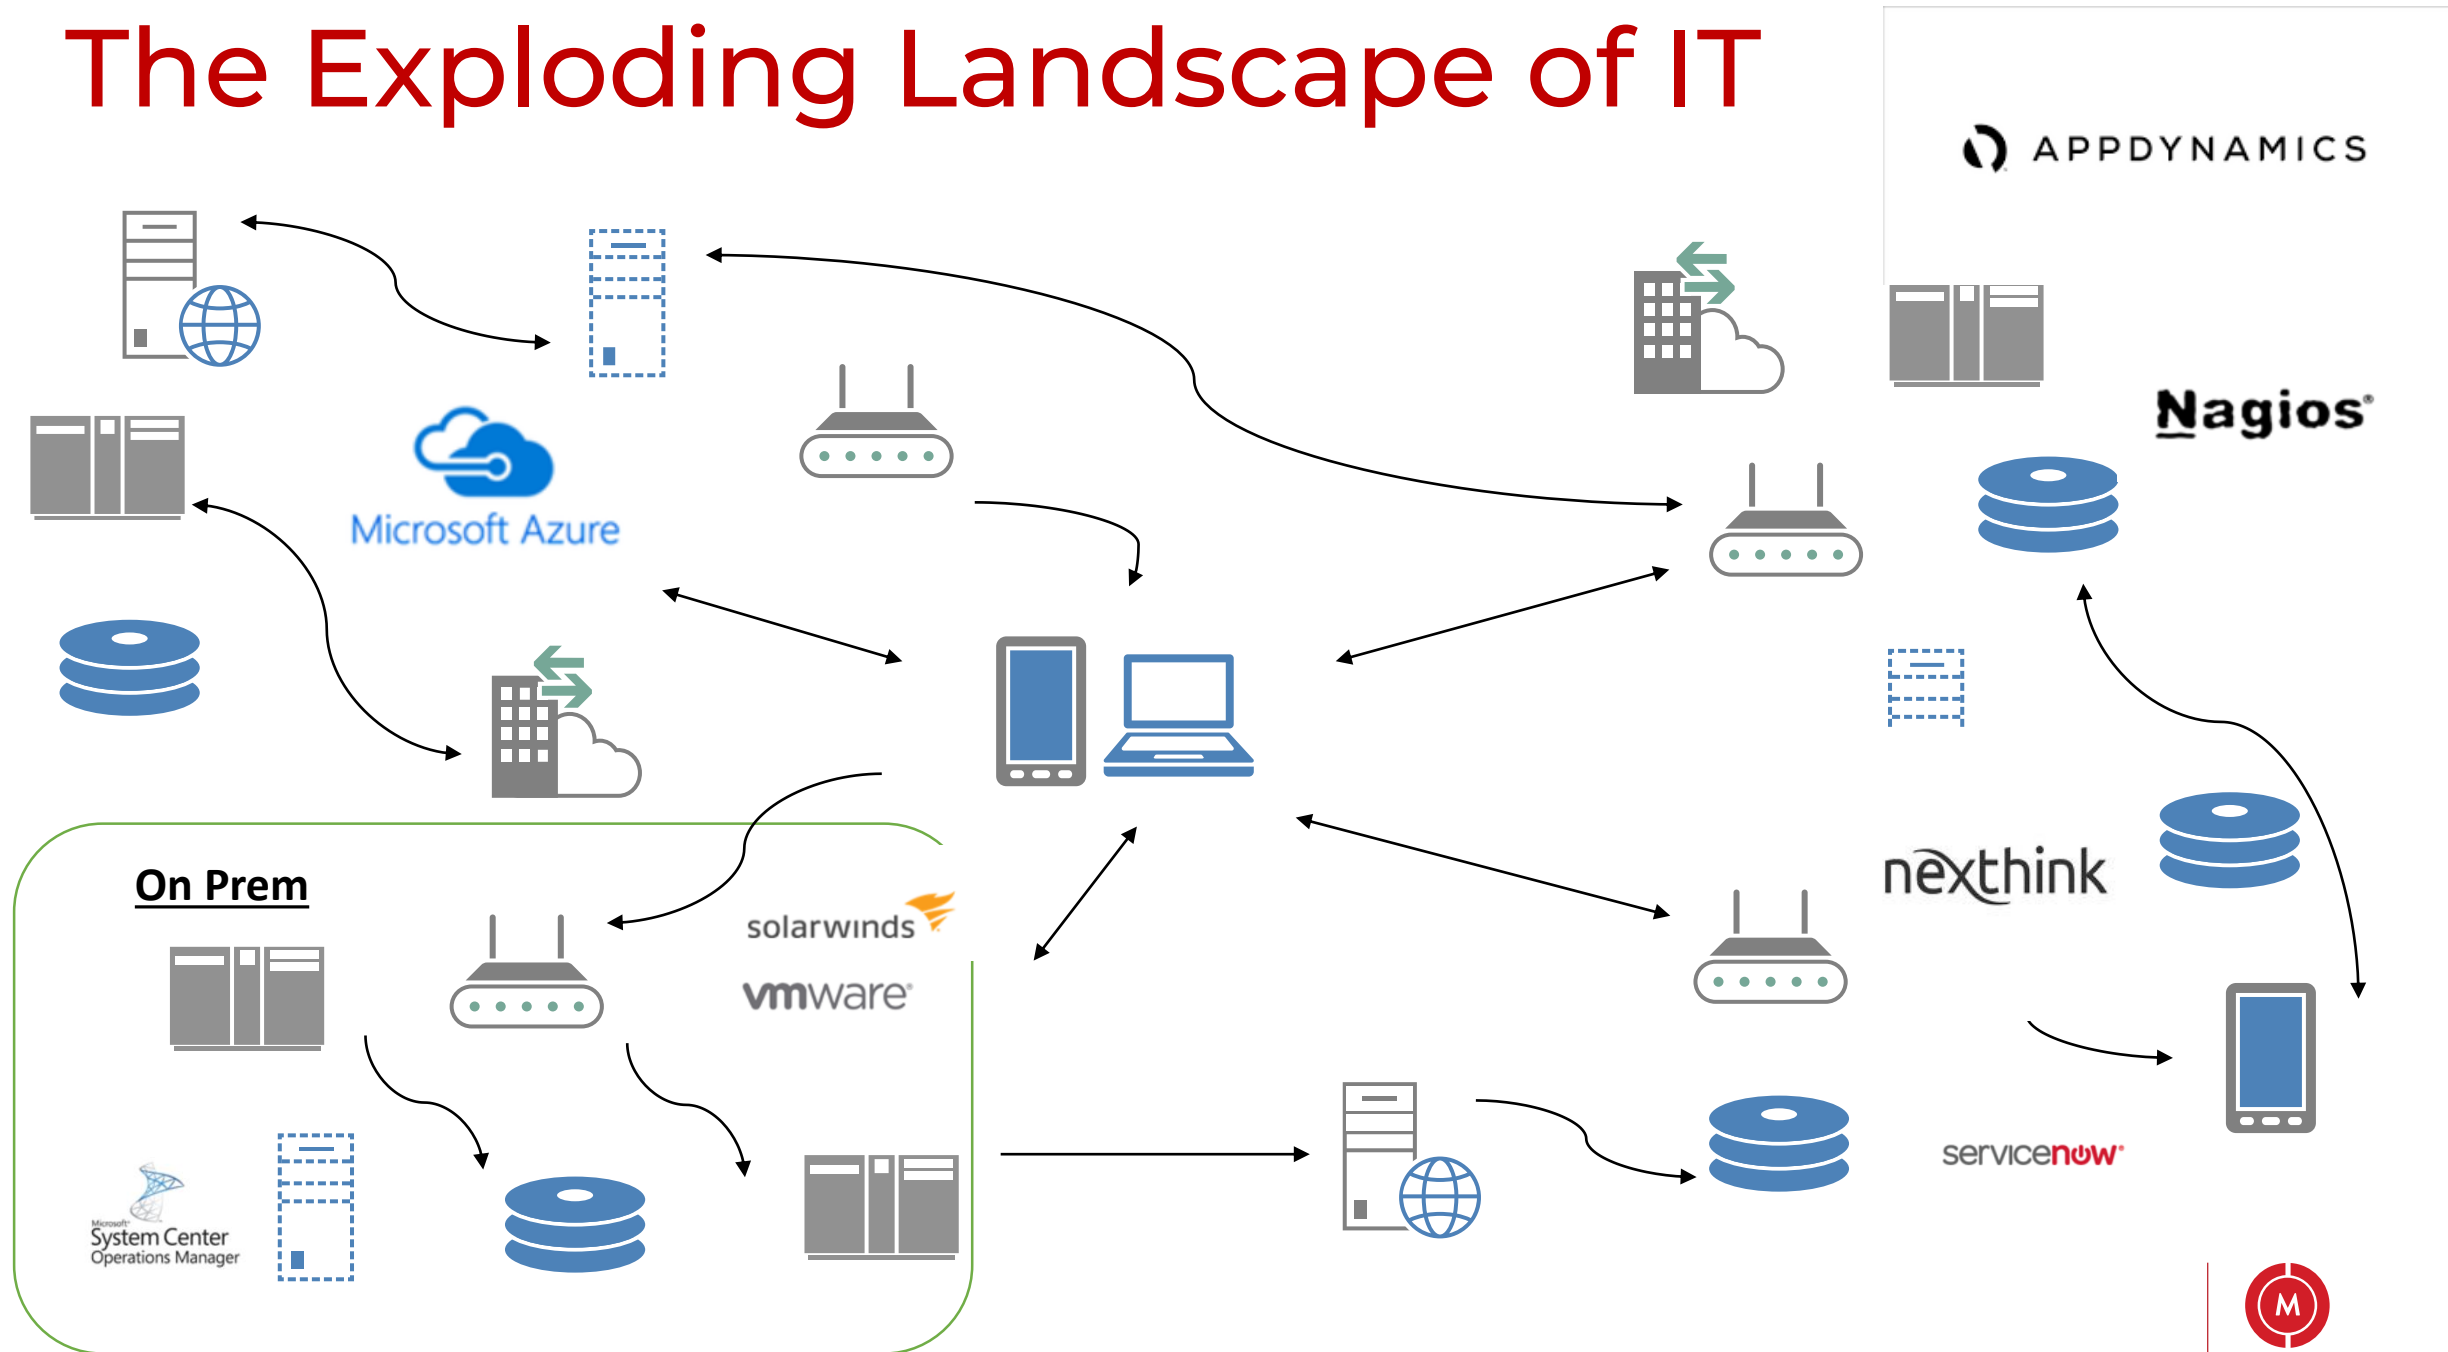 The Exploding Landscape of IT
APPDYNAMICS
Nagios®
Microsoft Azure
On Prem
solarwinds
vmware®
nexthink
Microsoft®
System Center
Operations Manager
servicenow
M